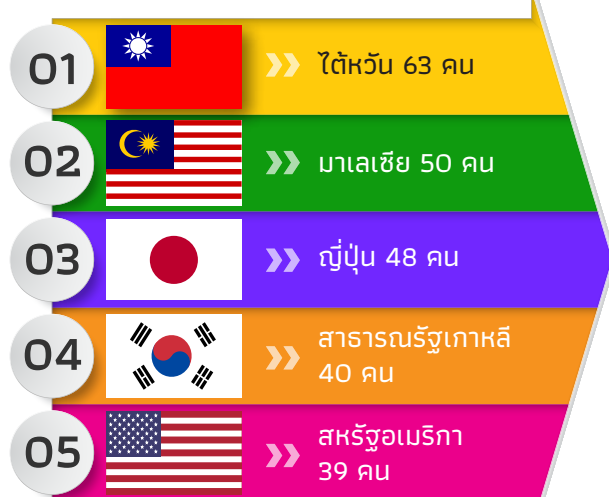 01
ไต้หวัน 63 คน
02
มาเลเซีย 50 คน
03
ญี่ปุ่น 48 คน
04
สาธารณรัฐเกาหลี
40 คน
05
สหรัฐอเมริกา
39 คน